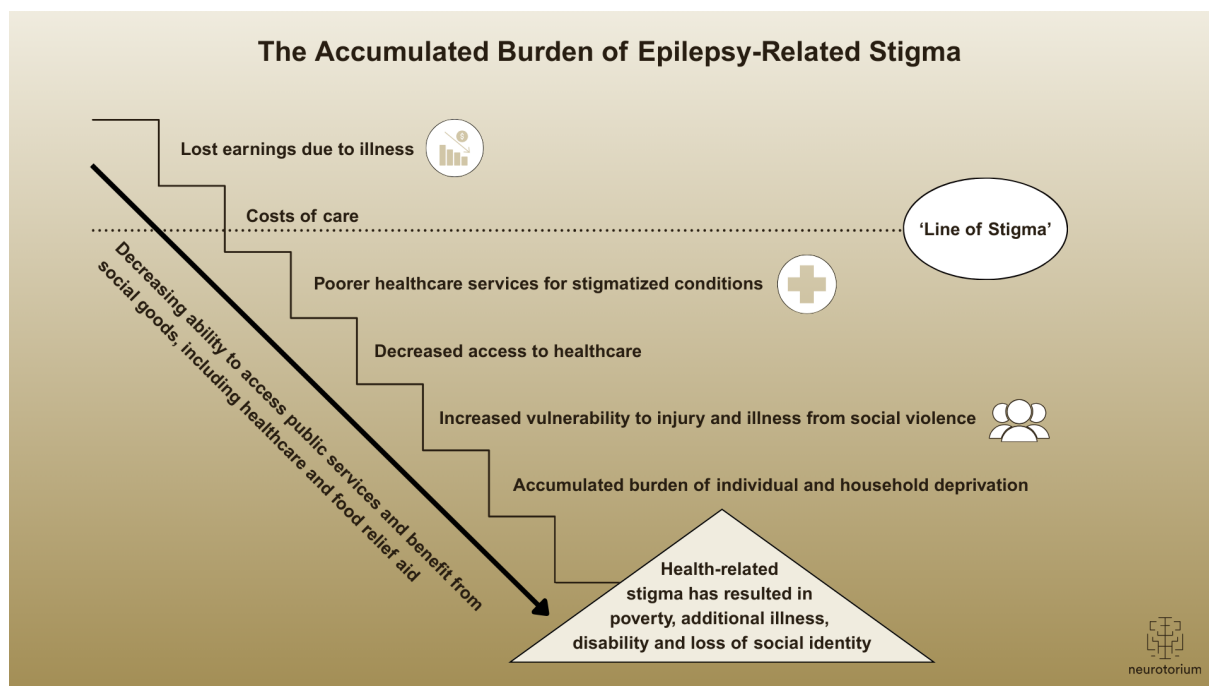 The Accumulated Burden of Epilepsy-Related Stigma
Lost earnings due to illness
$
Costs of care
‘Line of Stigma’
Poorer healthcare services for stigmatized conditions
Decreased access to healthcare
Increased vulnerability to injury and illness from social violence
Accumulated burden of individual and household deprivation
Decreasing ability to access public services and benefit from
social goods, including healthcare and food relief aid
Health-related
stigma has resulted in
poverty, additional illness,
disability and loss of social identity
neurotorium